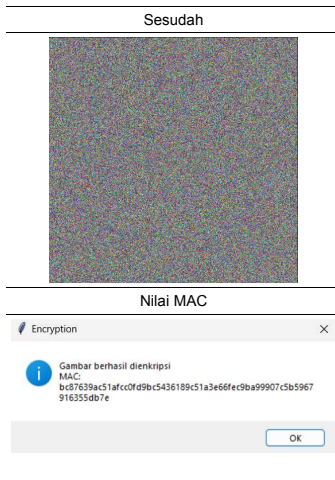 Sesudah
Nilai MAC
Encryption
Gambar berhasil dienkripsi
MAC:
bc87639ac51afcc0fd9bc5436189c51a3e66fec9ba99907c5b5967
916355db7e
OK